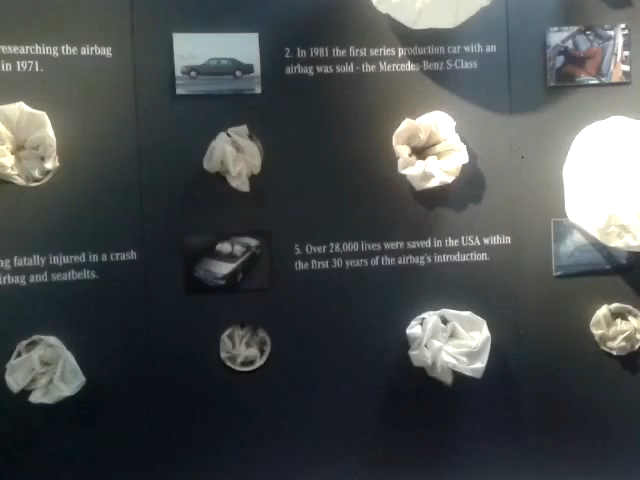 researching the airbag
in 1971.
2. In 1981 the first series production car with an
airbag was sold - the Mercedes-Benz S-Class
ag fatally injured in a crash
irbag and seatbelts.
5. Over 28,000 lives were saved in the USA within
the first 30 years of the airbag's introduction.